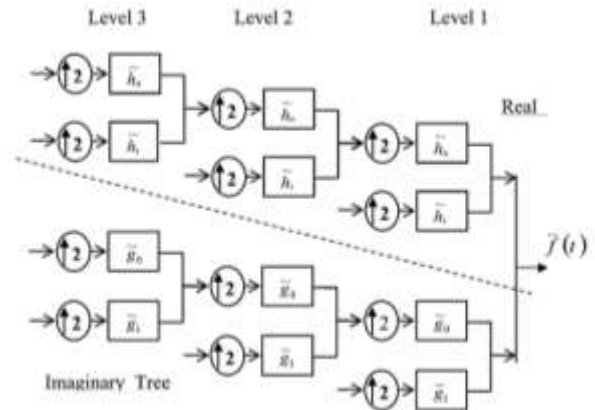 Level 3 Level 2 Level 1
↑2 h̃₀
↑2 h̃₀
Real
↑2 h̃₀
↑2 h̃₁
↑2 h̃₁
↑2 h̃₁
f̃(t)
↑2 g̃₀
↑2 g̃₀
↑2 g̃₀
↑2 g̃₁
↑2 g̃₁
Imaginary Tree
↑2 g̃₁